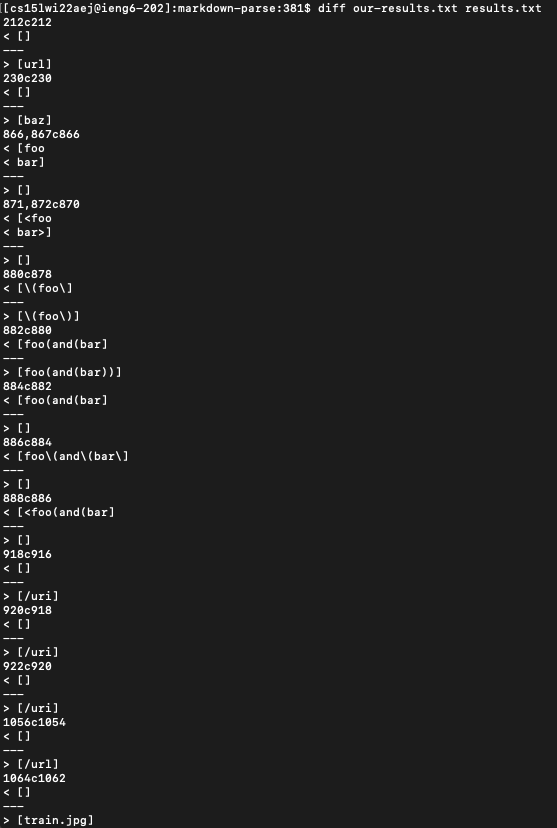 [[cs15lwi22aej@ieng6-202]:markdown-parse:381$ diff our-results.txt results.txt
212c212
< []
---
> [url]
230c230
< []
---
> [baz]
866,867c866
< [foo
< bar]
---
> []
871,872c870
< [<foo
< bar>]
---
> []
880c878
< [\(foo\]
---
> [\(foo\)]
882c880
< [foo(and(bar]
---
> [foo(and(bar))]
884c882
< [foo(and(bar]
---
> []
886c884
< [foo\(and\(bar\]
---
> []
888c886
< [<foo(and(bar]
---
> []
918c916
< []
---
> [/uri]
920c918
< []
---
> [/uri]
922c920
< []
---
> [/uri]
1056c1054
< []
---
> [/url]
1064c1062
< []
---
> [train.jpg]